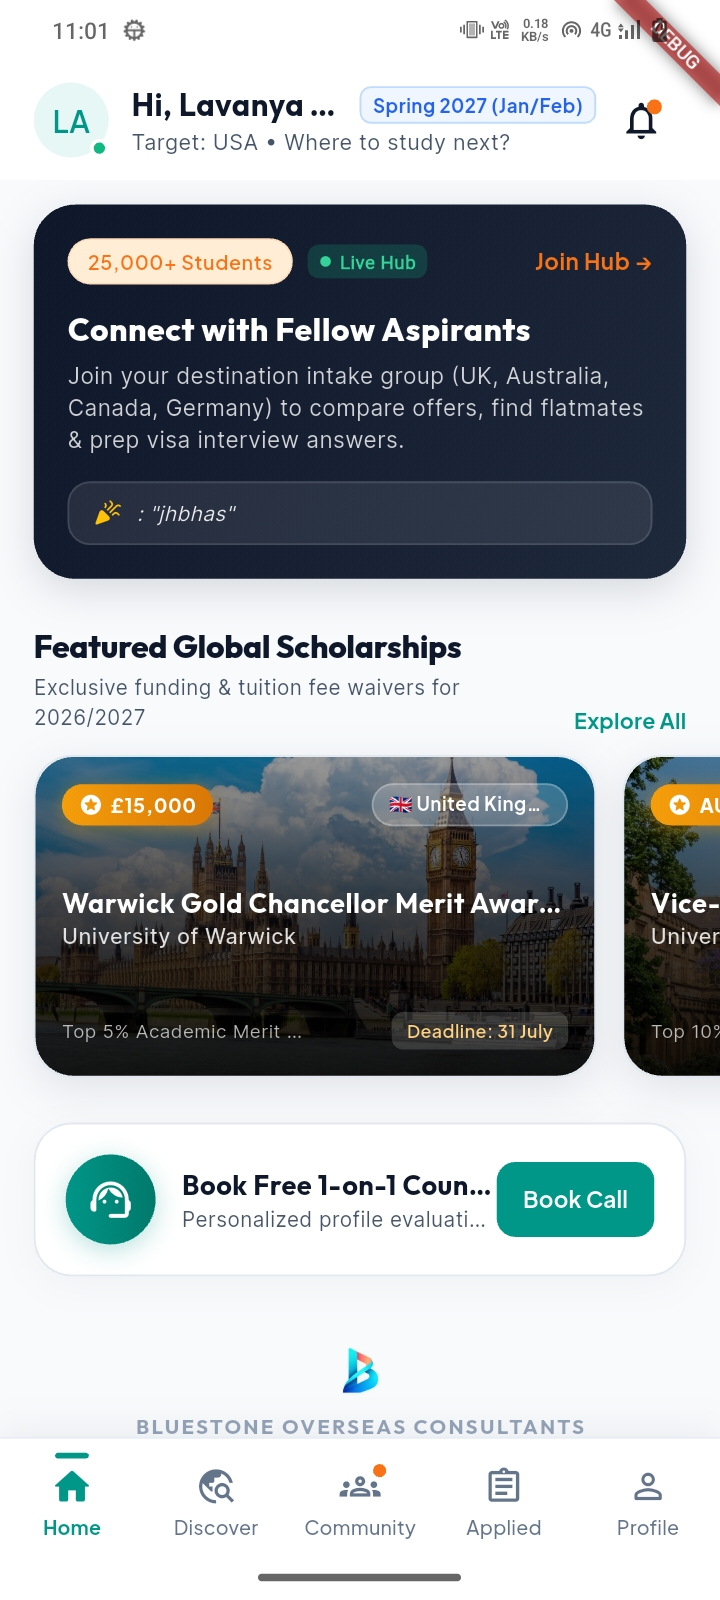 11:01
Vo) LTE
0.18 KB/s
4G
DEBUG
LA
Hi, Lavanya ...
Spring 2027 (Jan/Feb)
Target: USA • Where to study next?
25,000+ Students
Live Hub
Join Hub →
Connect with Fellow Aspirants
Join your destination intake group (UK, Australia,
Canada, Germany) to compare offers, find flatmates
& prep visa interview answers.
: "jhbhas"
Featured Global Scholarships
Exclusive funding & tuition fee waivers for
2026/2027
Explore All
£15,000
United King...
Warwick Gold Chancellor Merit Awar...
University of Warwick
Top 5% Academic Merit ...
Deadline: 31 July
AU
Vice-
Univer
Top 10%
Book Free 1-on-1 Coun...
Personalized profile evaluati...
Book Call
BLUESTONE OVERSEAS CONSULTANTS
Home
Discover
Community
Applied
Profile